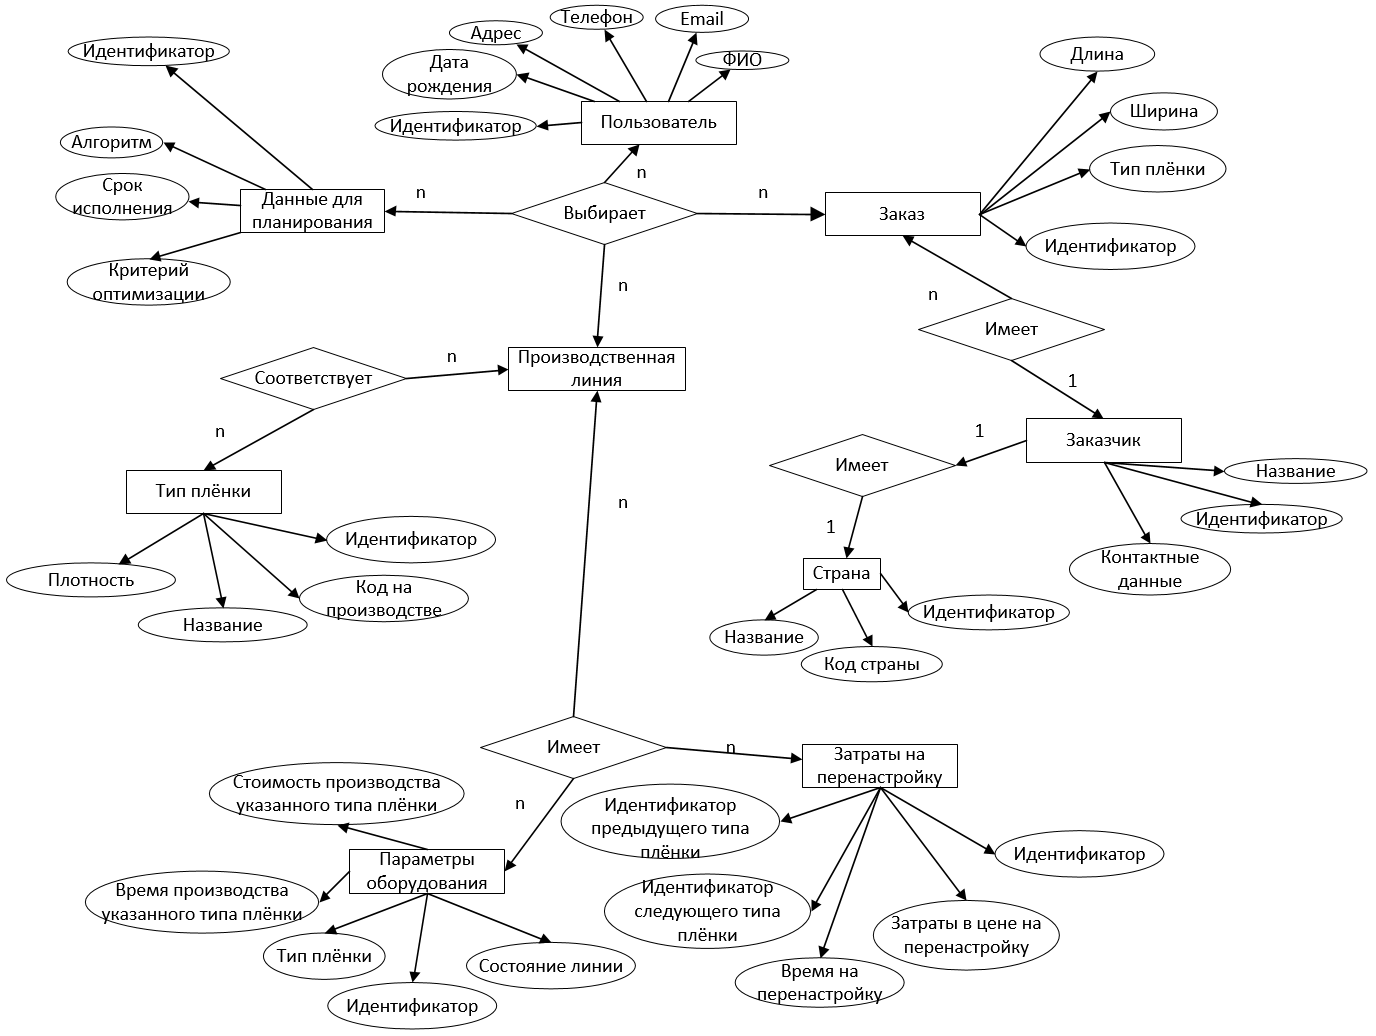 Идентификатор
Алгоритм
Срок
исполнения
Критерий
оптимизации
Данные для
планирования
n
Адрес
Телефон
Email
ФИО
Дата
рождения
Идентификатор
Пользователь
n
Выбирает
n
n
Заказ
Длина
Ширина
Тип плёнки
Идентификатор
n
Имеет
1
Заказчик
Название
Идентификатор
Контактные
данные
1
Имеет
1
Страна
Название
Код страны
Идентификатор
Производственная
линия
n
Соответствует
n
Тип плёнки
Плотность
Название
Код на
производстве
Идентификатор
n
Имеет
n
n
Параметры
оборудования
Стоимость производства
указанного типа плёнки
Время производства
указанного типа плёнки
Тип плёнки
Идентификатор
Состояние линии
Затраты на
перенастройку
Идентификатор
предыдущего типа
плёнки
Идентификатор
следующего типа
плёнки
Время на
перенастройку
Затраты в цене на
перенастройку
Идентификатор